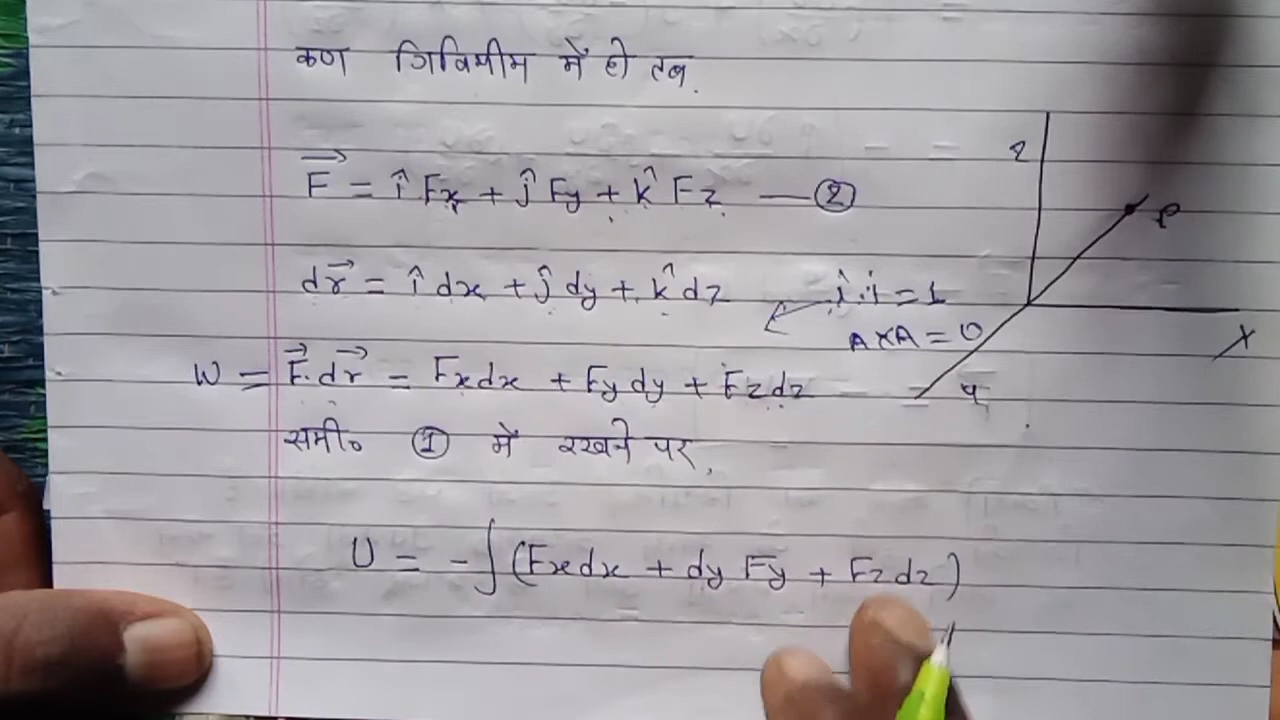 कण त्रिविमीम में हो तब.
z
F⃗ = î Fx + ĵ Fy + k̂ Fz — ②
P
dr⃗ = î dx + ĵ dy + k̂ dz
î.i = 1
A×A = 0
X
W = F⃗.dr⃗ = Fxdx + Fydy + Fzdz
y
समी० ① में रखने पर,
U = -∫(Fxdx + dy Fy + Fzdz)